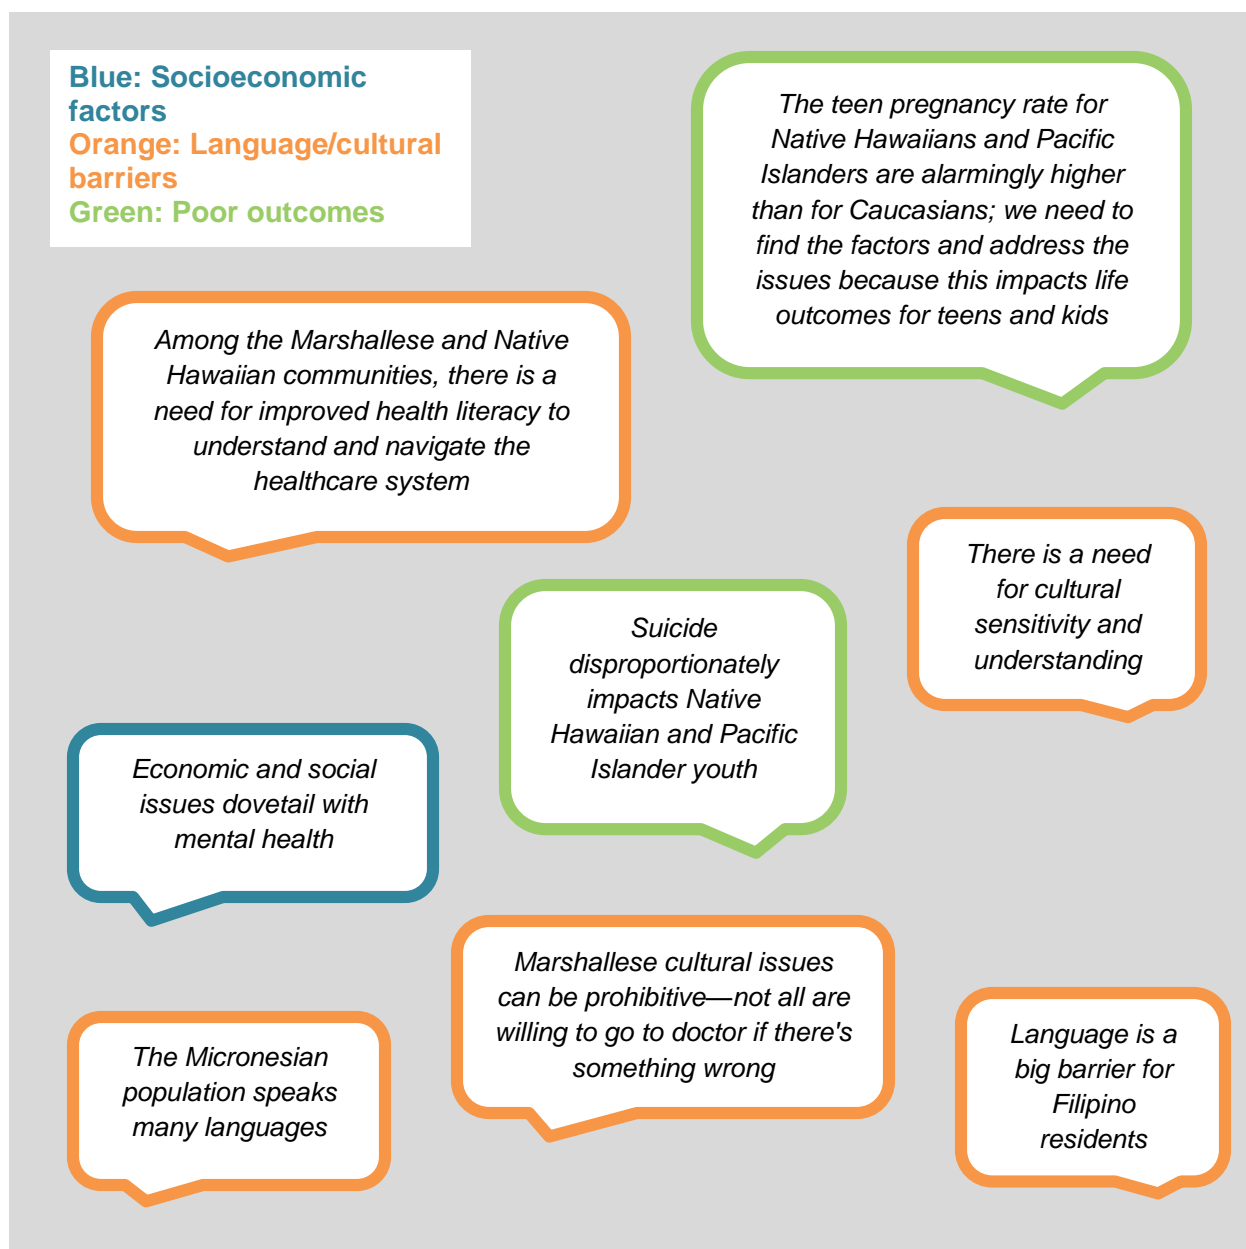 Blue: Socioeconomic
factors
Orange: Language/cultural
barriers
Green: Poor outcomes
The teen pregnancy rate for
Native Hawaiians and Pacific
Islanders are alarmingly higher
than for Caucasians; we need to
find the factors and address the
issues because this impacts life
outcomes for teens and kids
Among the Marshallese and Native
Hawaiian communities, there is a
need for improved health literacy to
understand and navigate the
healthcare system
There is a need
for cultural
sensitivity and
understanding
Suicide
disproportionately
impacts Native
Hawaiian and Pacific
Islander youth
Economic and social
issues dovetail with
mental health
Marshallese cultural issues
can be prohibitive—not all are
willing to go to doctor if there's
something wrong
The Micronesian
population speaks
many languages
Language is a
big barrier for
Filipino
residents